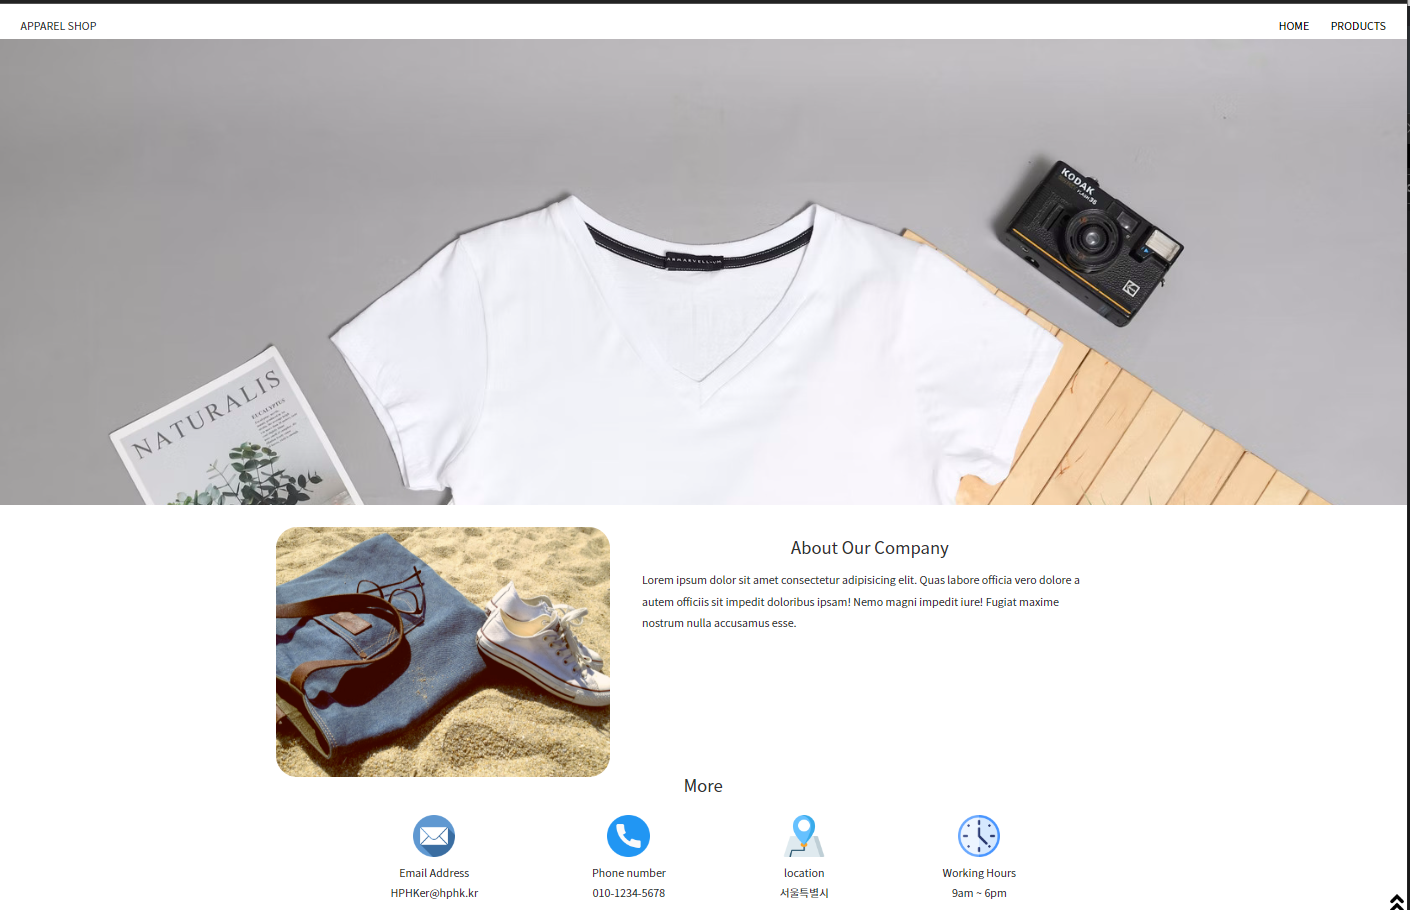 APPAREL SHOP
HOME PRODUCTS
KODAK
NATURALIS
EUCALYPTUS
About Our Company
Lorem ipsum dolor sit amet consectetur adipisicing elit. Quas labore officia vero dolore a
autem officiis sit impedit doloribus ipsam! Nemo magni impedit iure! Fugiat maxime
nostrum nulla accusamus esse.
More
Email Address
HPHKer@hphk.kr
Phone number
010-1234-5678
location
서울특별시
Working Hours
9am ~ 6pm